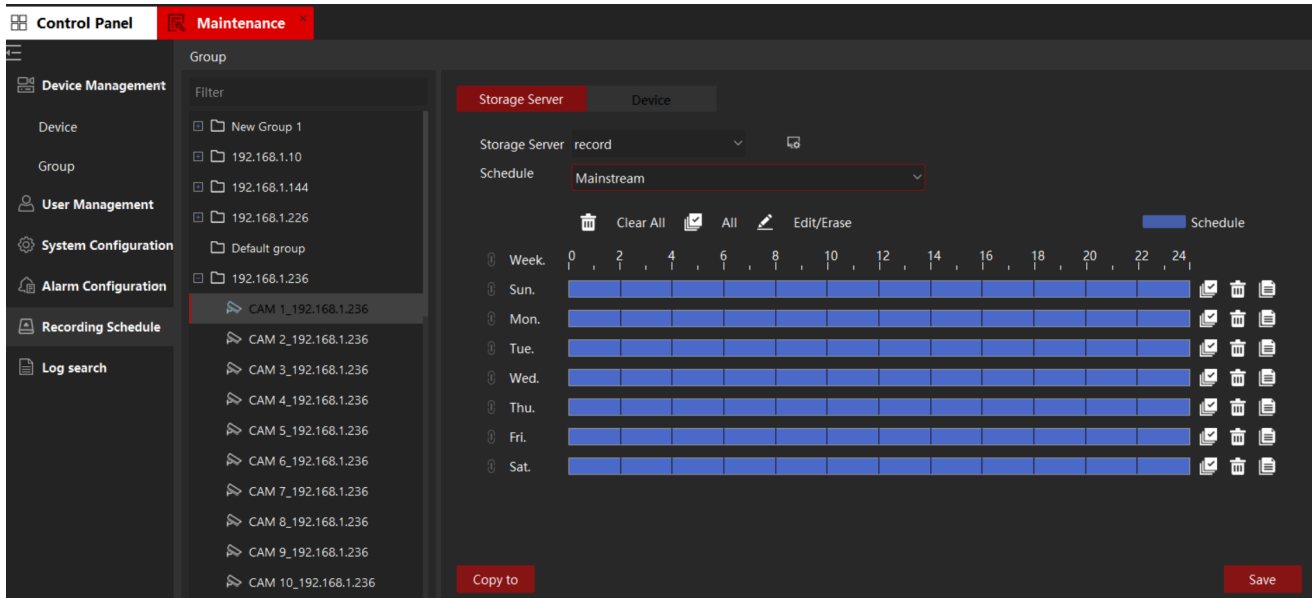 Control Panel
Maintenance
Group
Device Management
Device
Group
User Management
System Configuration
Alarm Configuration
Recording Schedule
Log search
Filter
New Group 1
192.168.1.10
192.168.1.144
192.168.1.226
Default group
192.168.1.236
CAM 1_192.168.1.236
CAM 2_192.168.1.236
CAM 3_192.168.1.236
CAM 4_192.168.1.236
CAM 5_192.168.1.236
CAM 6_192.168.1.236
CAM 7_192.168.1.236
CAM 8_192.168.1.236
CAM 9_192.168.1.236
CAM 10_192.168.1.236
Storage Server Device
Storage Server record
Schedule Mainstream
Clear All All Edit/Erase Schedule
Week. 0 2 4 6 8 10 12 14 16 18 20 22 24
Sun.
Mon.
Tue.
Wed.
Thu.
Fri.
Sat.
Copy to Save